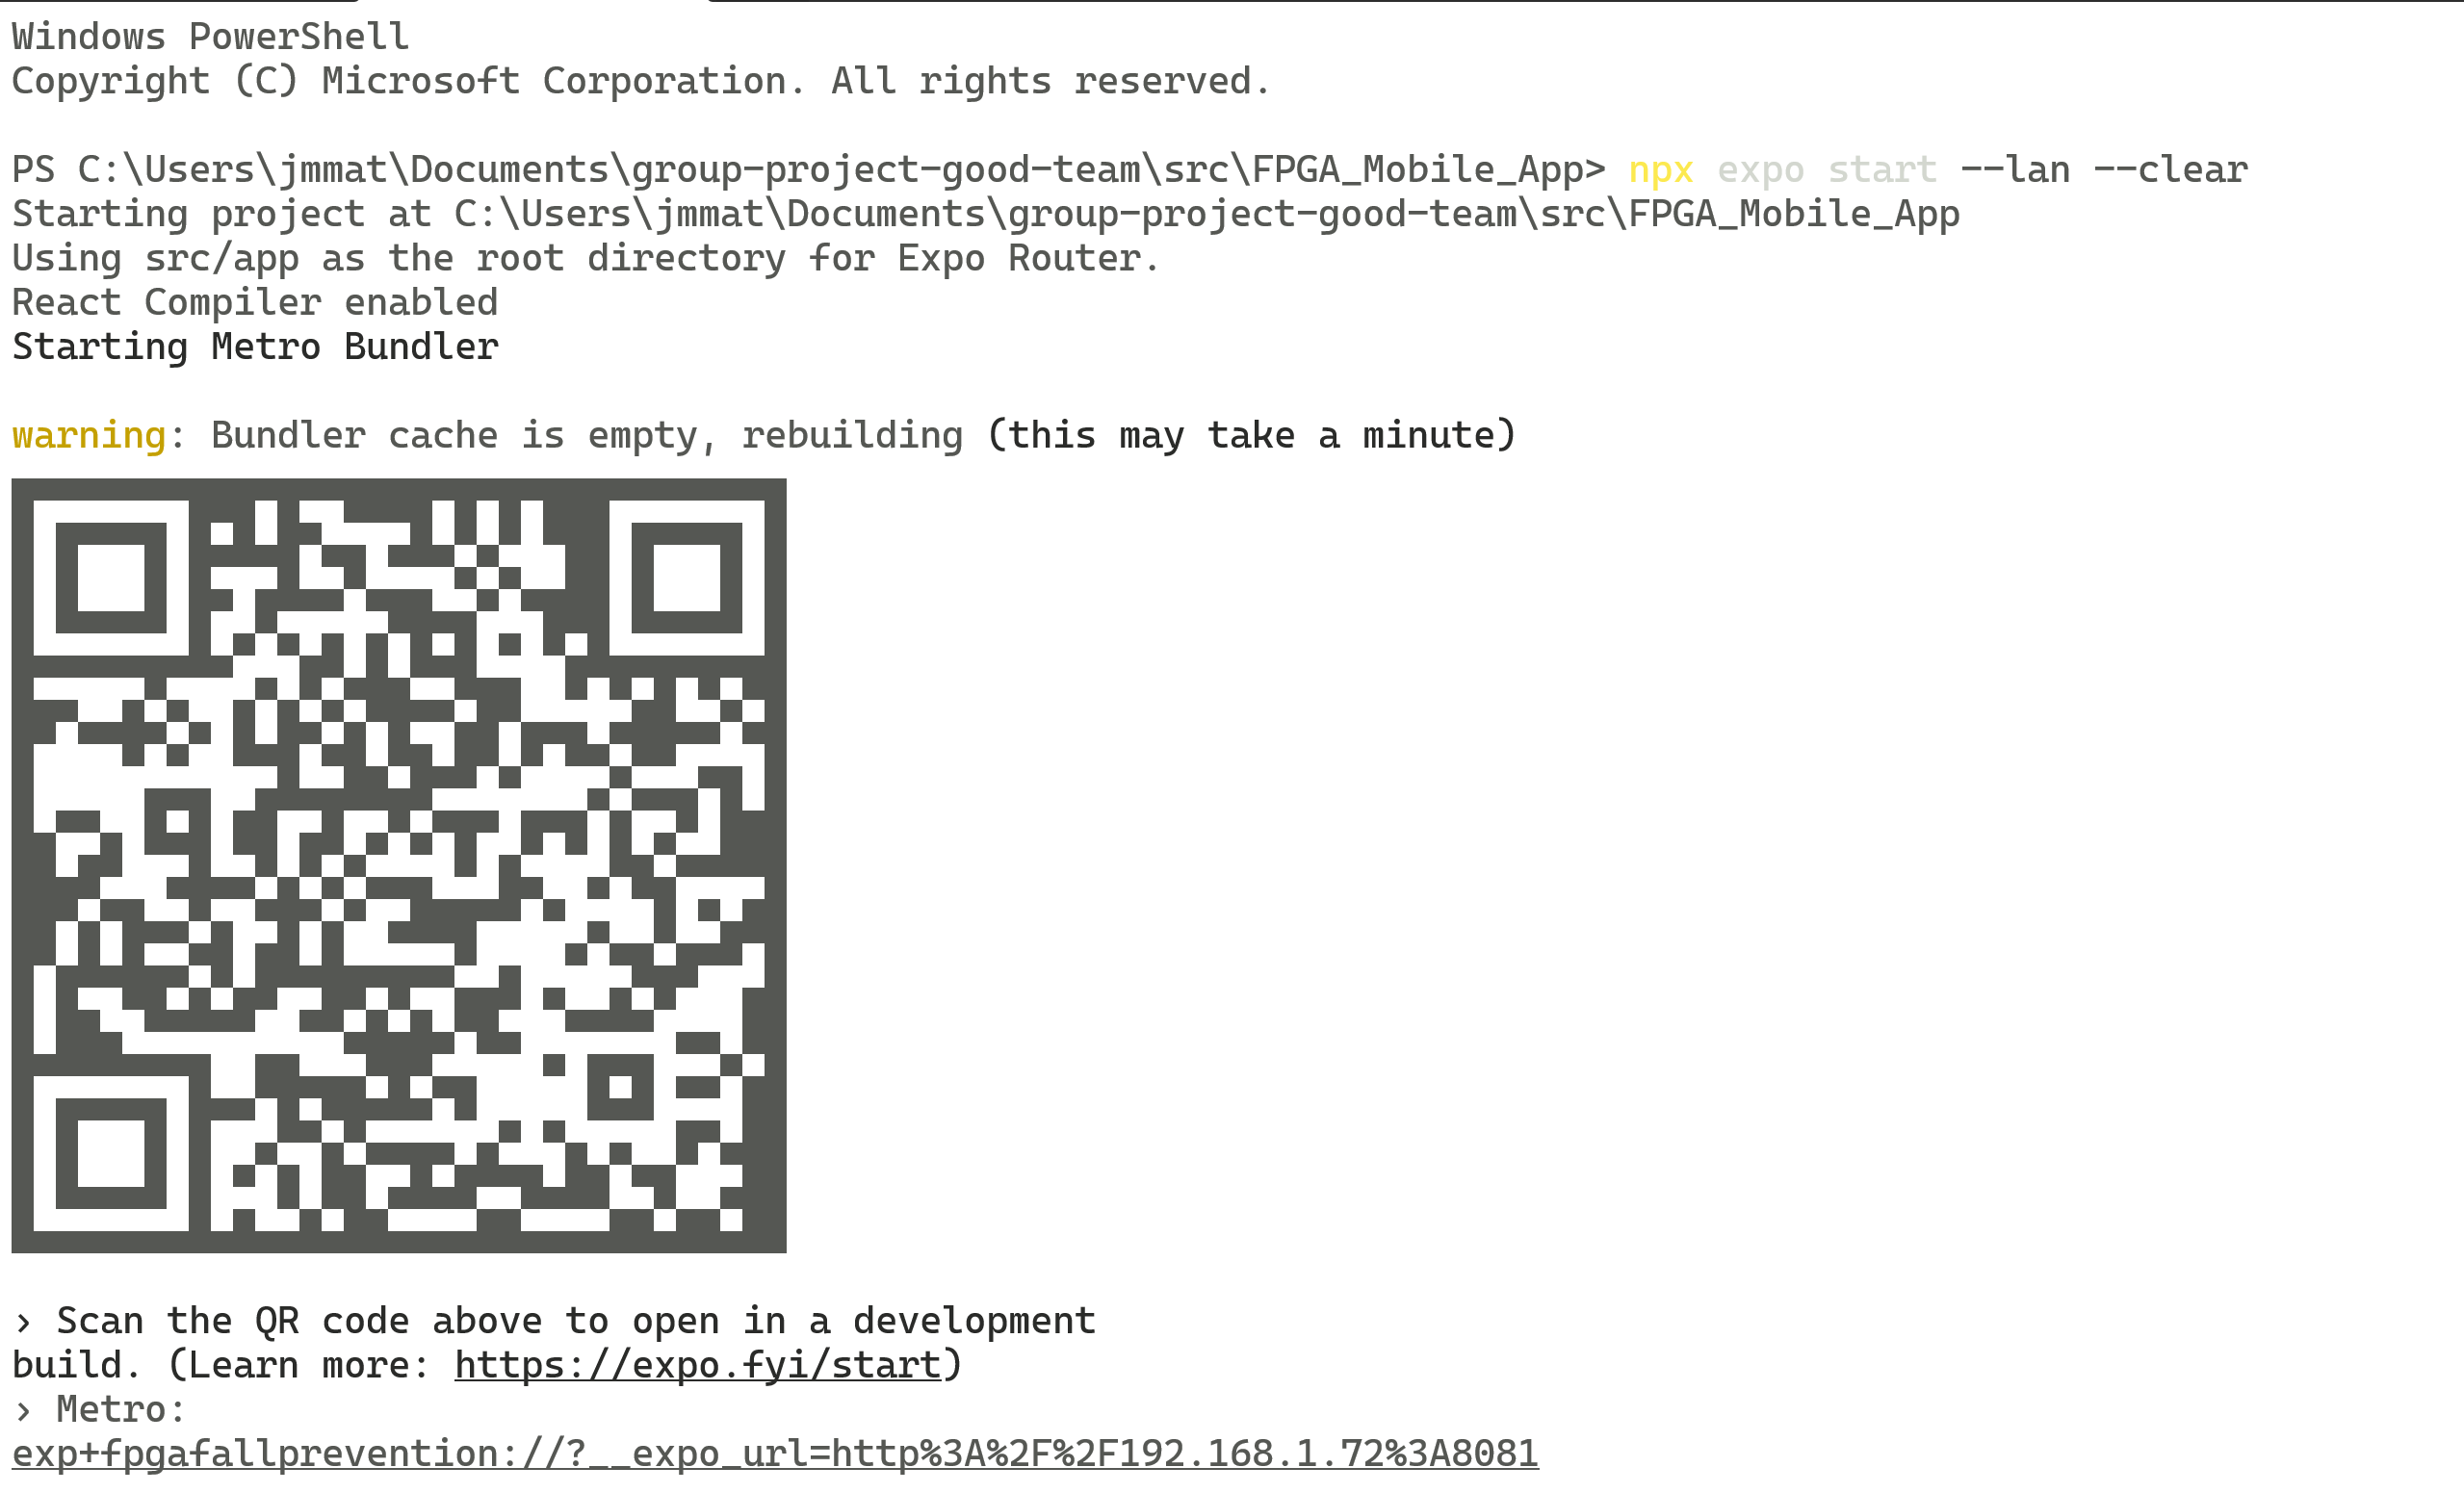 Windows PowerShell
Copyright (C) Microsoft Corporation. All rights reserved.
PS C:\Users\jmmat\Documents\group-project-good-team\src\FPGA_Mobile_App> npx expo start --lan --clear
Starting project at C:\Users\jmmat\Documents\group-project-good-team\src\FPGA_Mobile_App
Using src/app as the root directory for Expo Router.
React Compiler enabled
Starting Metro Bundler
warning: Bundler cache is empty, rebuilding (this may take a minute)
› Scan the QR code above to open in a development
build. (Learn more: https://expo.fyi/start)
› Metro:
exp+fpgafallprevention://?__expo_url=http%3A%2F%2F192.168.1.72%3A8081